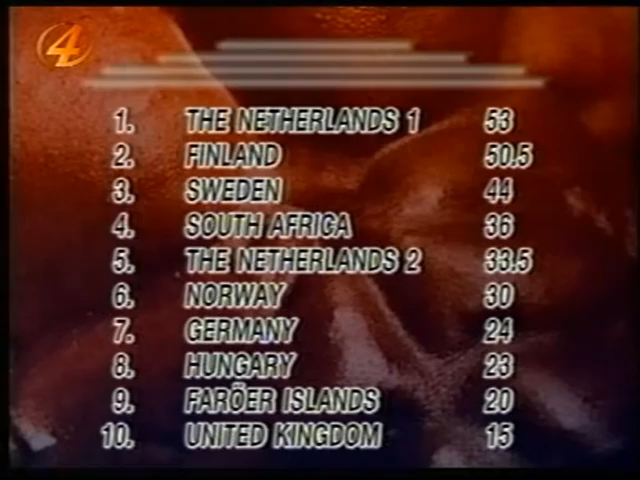 4
1. THE NETHERLANDS 1 53
2. FINLAND 50.5
3. SWEDEN 44
4. SOUTH AFRICA 36
5. THE NETHERLANDS 2 33.5
6. NORWAY 30
7. GERMANY 24
8. HUNGARY 23
9. FARÖER ISLANDS 20
10. UNITED KINGDOM 15